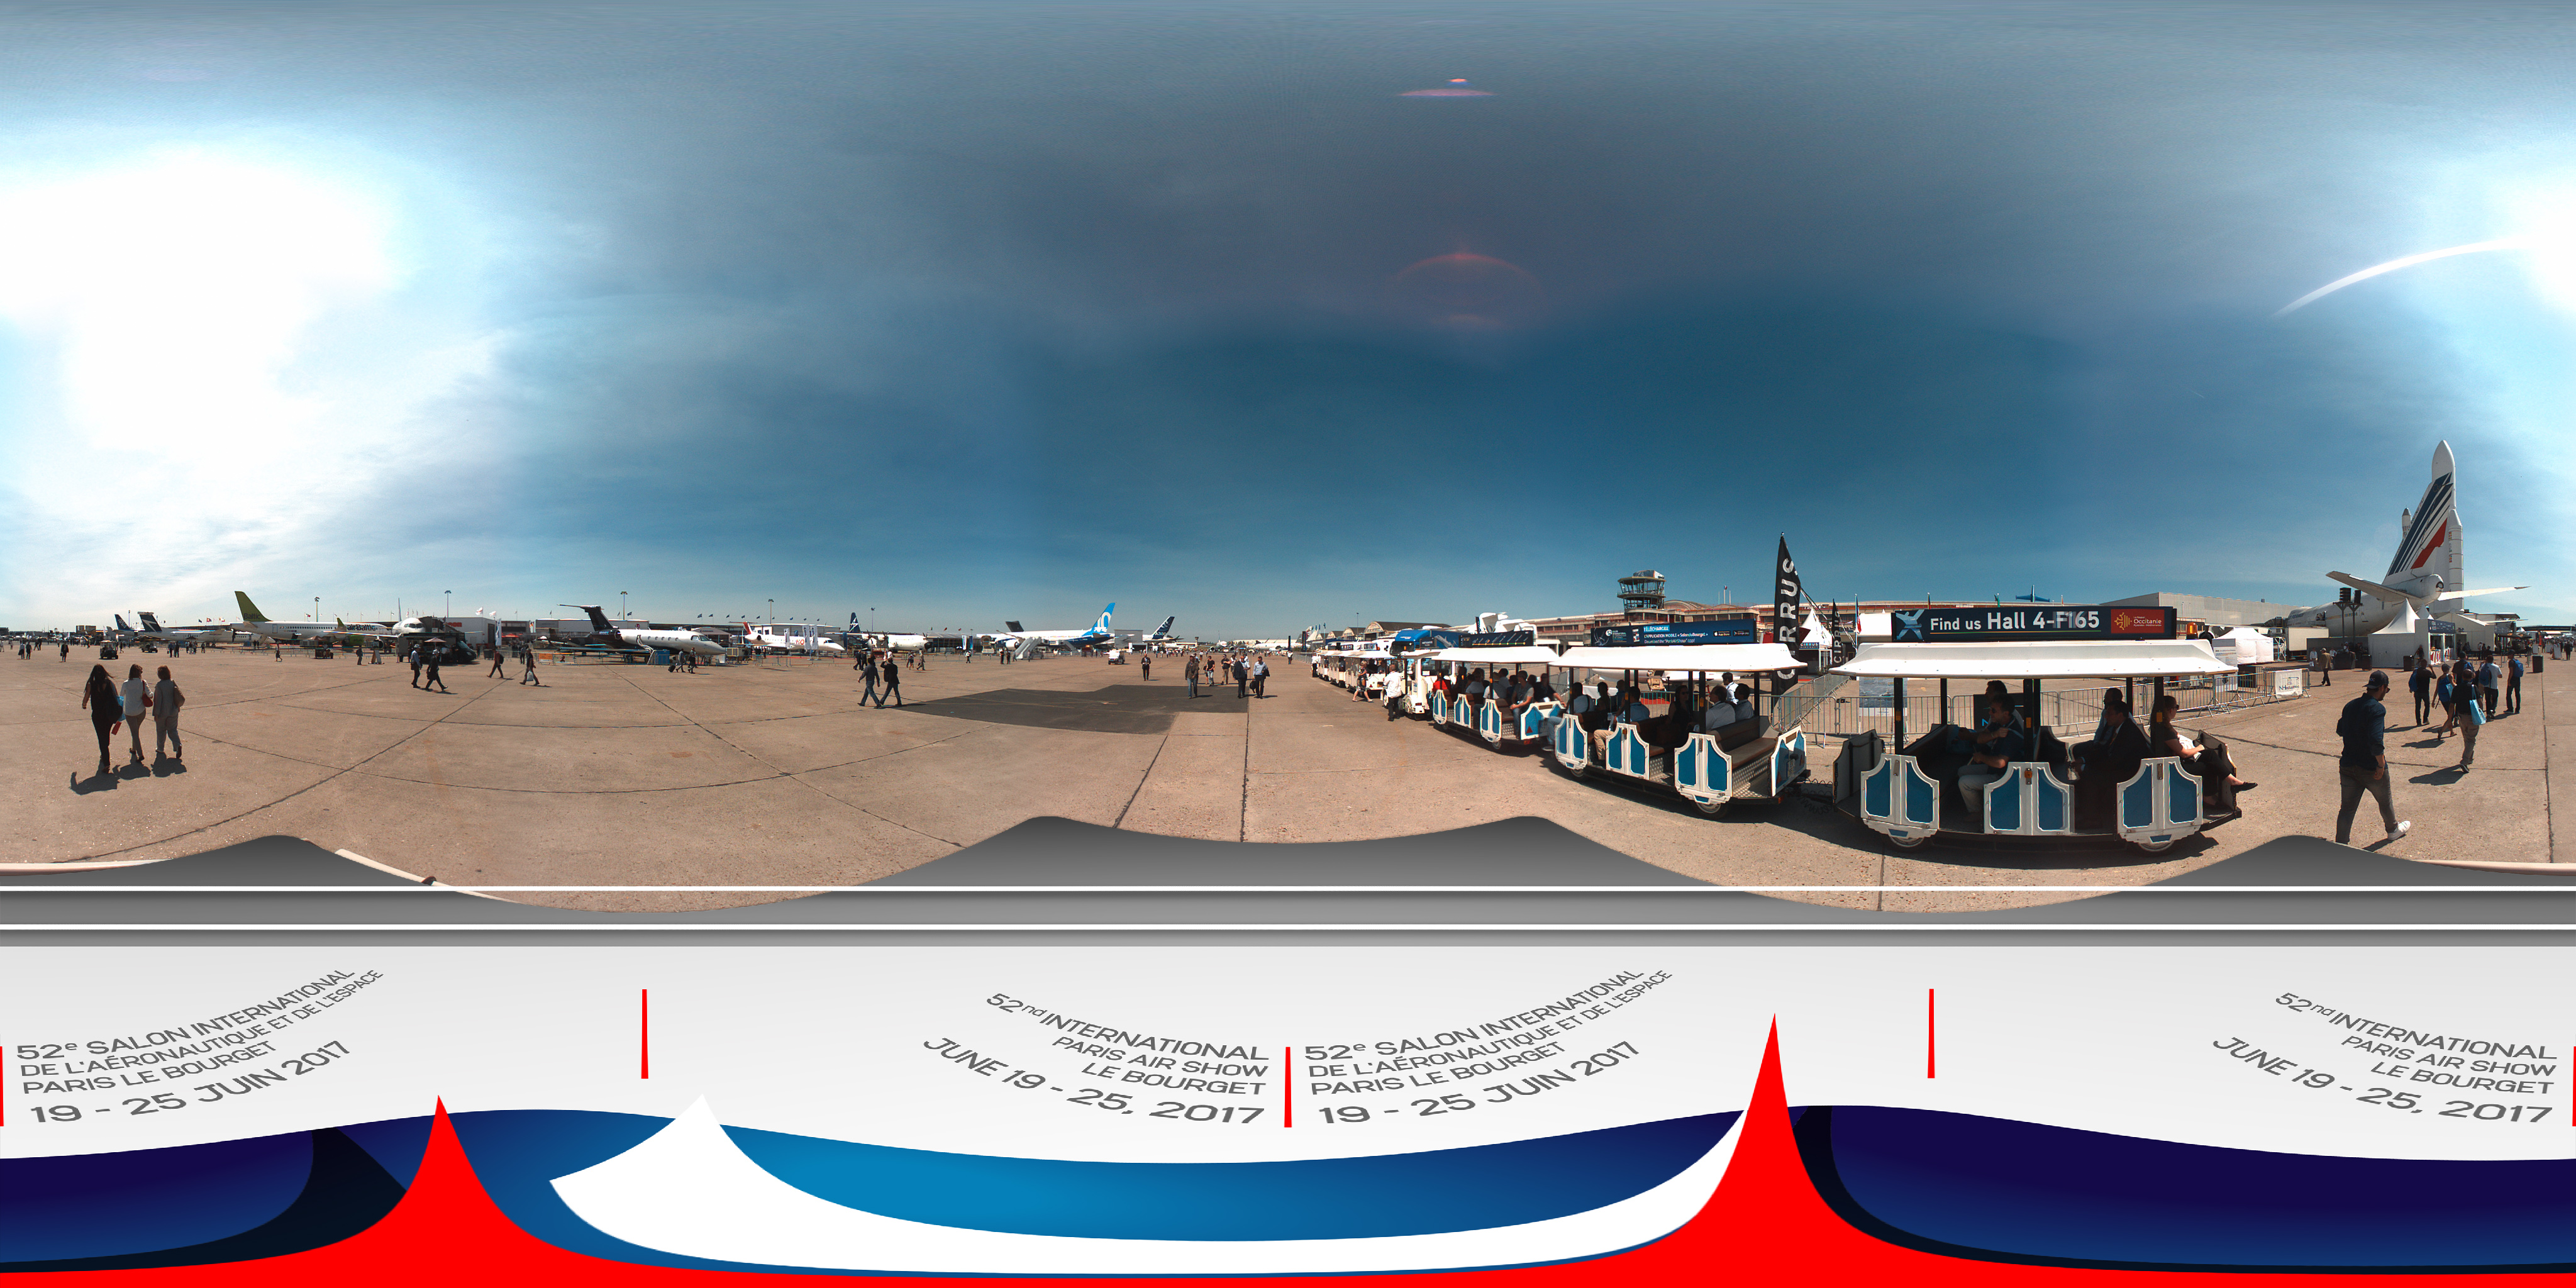 CIRRUS
Find us Hall 4-F165
Occitanie
52e SALON INTERNATIONAL
DE L'AÉRONAUTIQUE ET DE L'ESPACE
PARIS LE BOURGET
19 - 25 JUIN 2017
52nd INTERNATIONAL
PARIS AIR SHOW
LE BOURGET
JUNE 19 - 25, 2017
52e SALON INTERNATIONAL
DE L'AÉRONAUTIQUE ET DE L'ESPACE
PARIS LE BOURGET
19 - 25 JUIN 2017
52nd INTERNATIONAL
PARIS AIR SHOW
LE BOURGET
JUNE 19 - 25, 2017